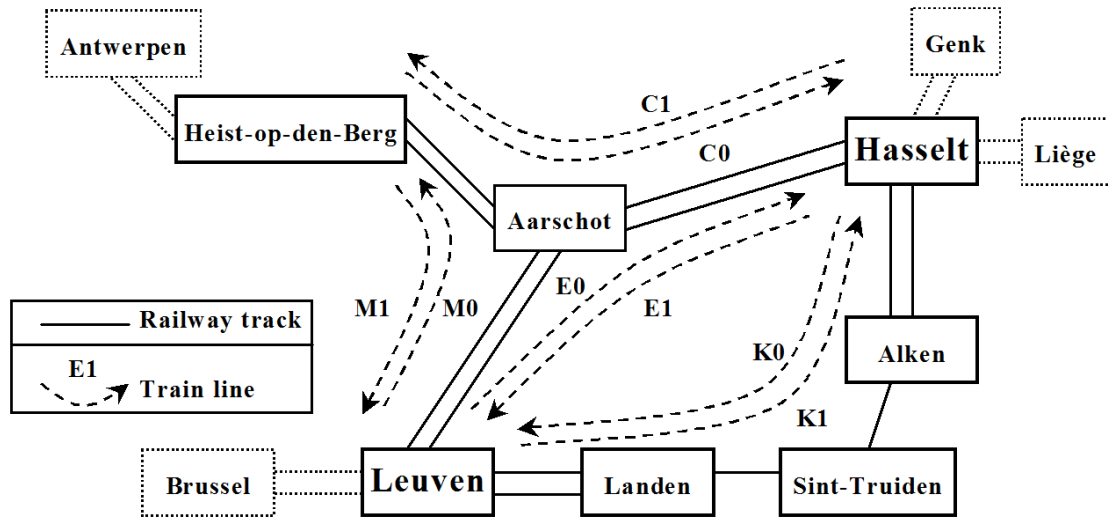 Antwerpen
Genk
C1
Heist-op-den-Berg
C0
Hasselt
Liège
Aarschot
E0
M1
M0
E1
Railway track
K0
Alken
E1
Train line
K1
Brussel
Leuven
Landen
Sint-Truiden